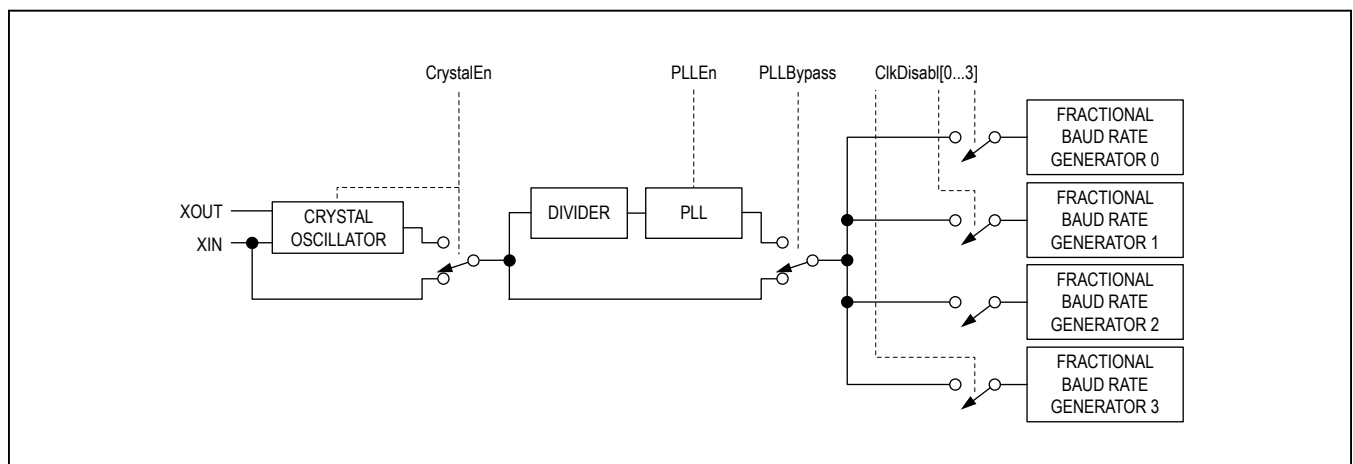 CrystalEn
PLLEn
PLLBypass
ClkDisabl[0...3]
FRACTIONAL
BAUD RATE
GENERATOR 0
XOUT
XIN
CRYSTAL
OSCILLATOR
DIVIDER
PLL
FRACTIONAL
BAUD RATE
GENERATOR 1
FRACTIONAL
BAUD RATE
GENERATOR 2
FRACTIONAL
BAUD RATE
GENERATOR 3